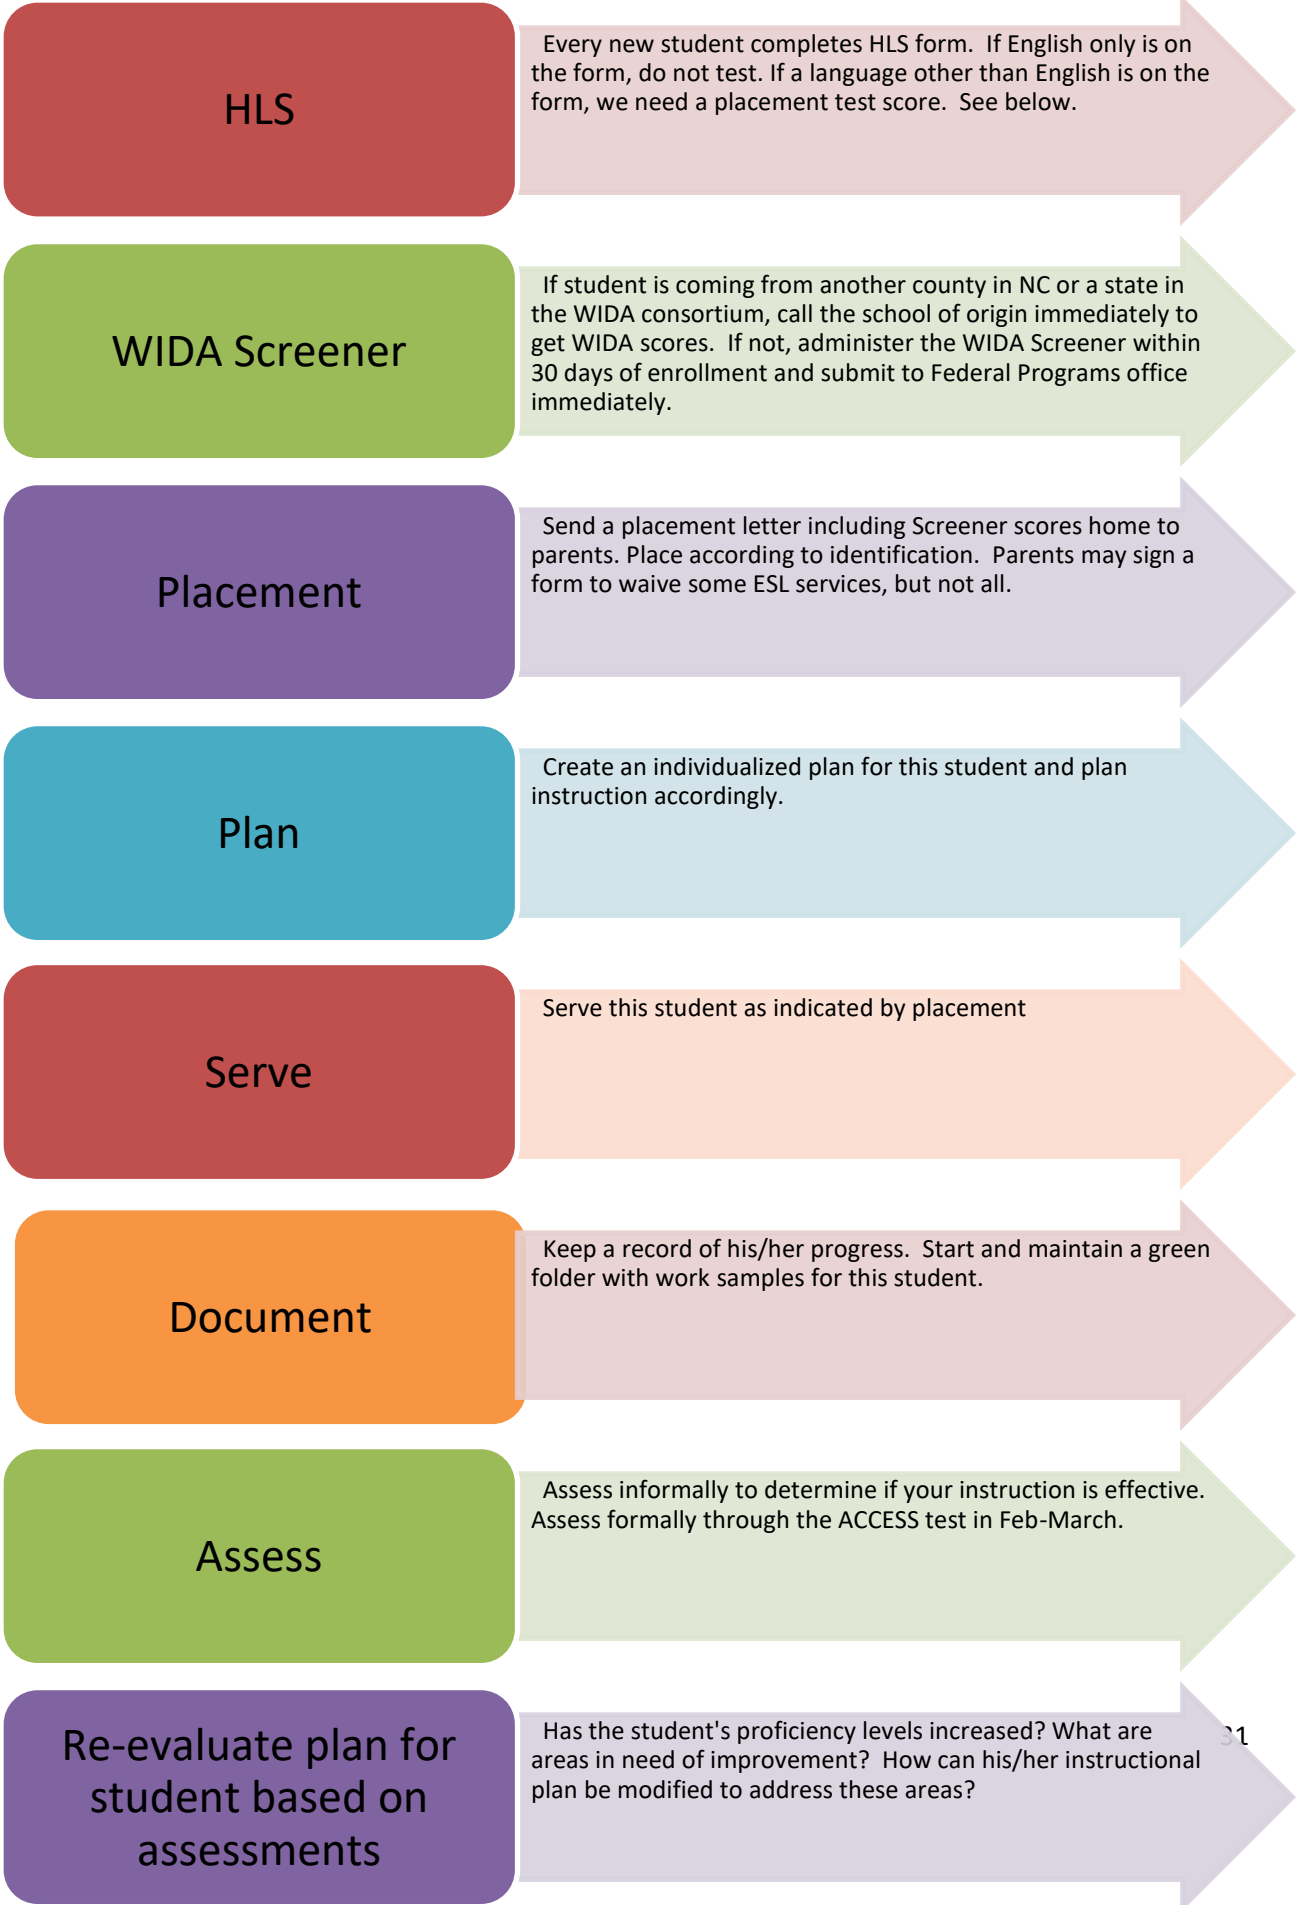 HLS
Every new student completes HLS form.  If English only is on
the form, do not test. If a language other than English is on the
form, we need a placement test score.  See below.
WIDA Screener
If student is coming from another county in NC or a state in
the WIDA consortium, call the school of origin immediately to
get WIDA scores.  If not, administer the WIDA Screener within
30 days of enrollment and submit to Federal Programs office
immediately.
Placement
Send a placement letter including Screener scores home to
parents. Place according to identification.  Parents may sign a
form to waive some ESL services, but not all.
Plan
Create an individualized plan for this student and plan
instruction accordingly.
Serve
Serve this student as indicated by placement
Document
Keep a record of his/her progress.  Start and maintain a green
folder with work samples for this student.
Assess
Assess informally to determine if your instruction is effective.
Assess formally through the ACCESS test in Feb-March.
Re-evaluate plan for
student based on
assessments
Has the student's proficiency levels increased? What are
areas in need of improvement?  How can his/her instructional
plan be modified to address these areas?
31